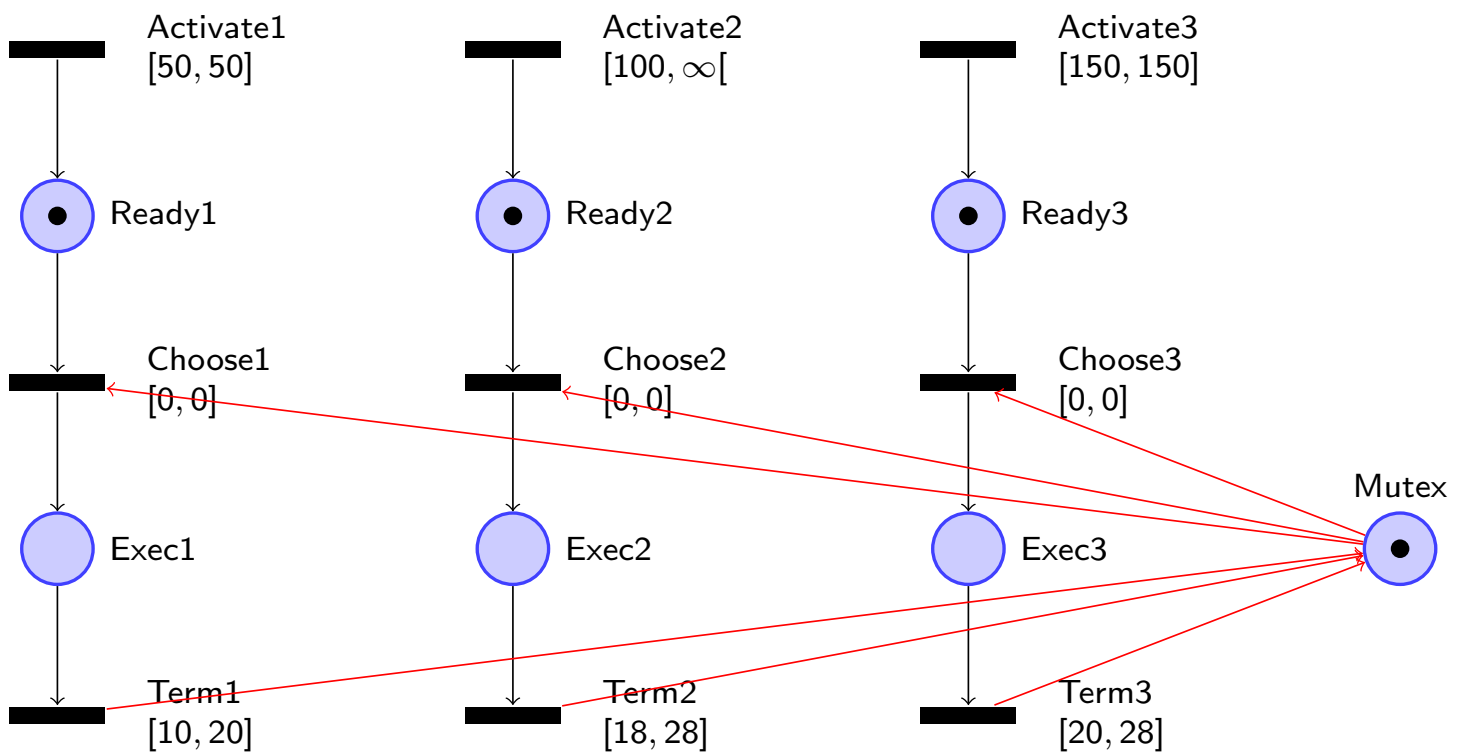 Activate1
[50, 50]
Activate2
[100, ∞[
Activate3
[150, 150]
Ready1
Ready2
Ready3
Choose1
[0, 0]
Choose2
[0, 0]
Choose3
[0, 0]
Mutex
Exec1
Exec2
Exec3
Term1
[10, 20]
Term2
[18, 28]
Term3
[20, 28]